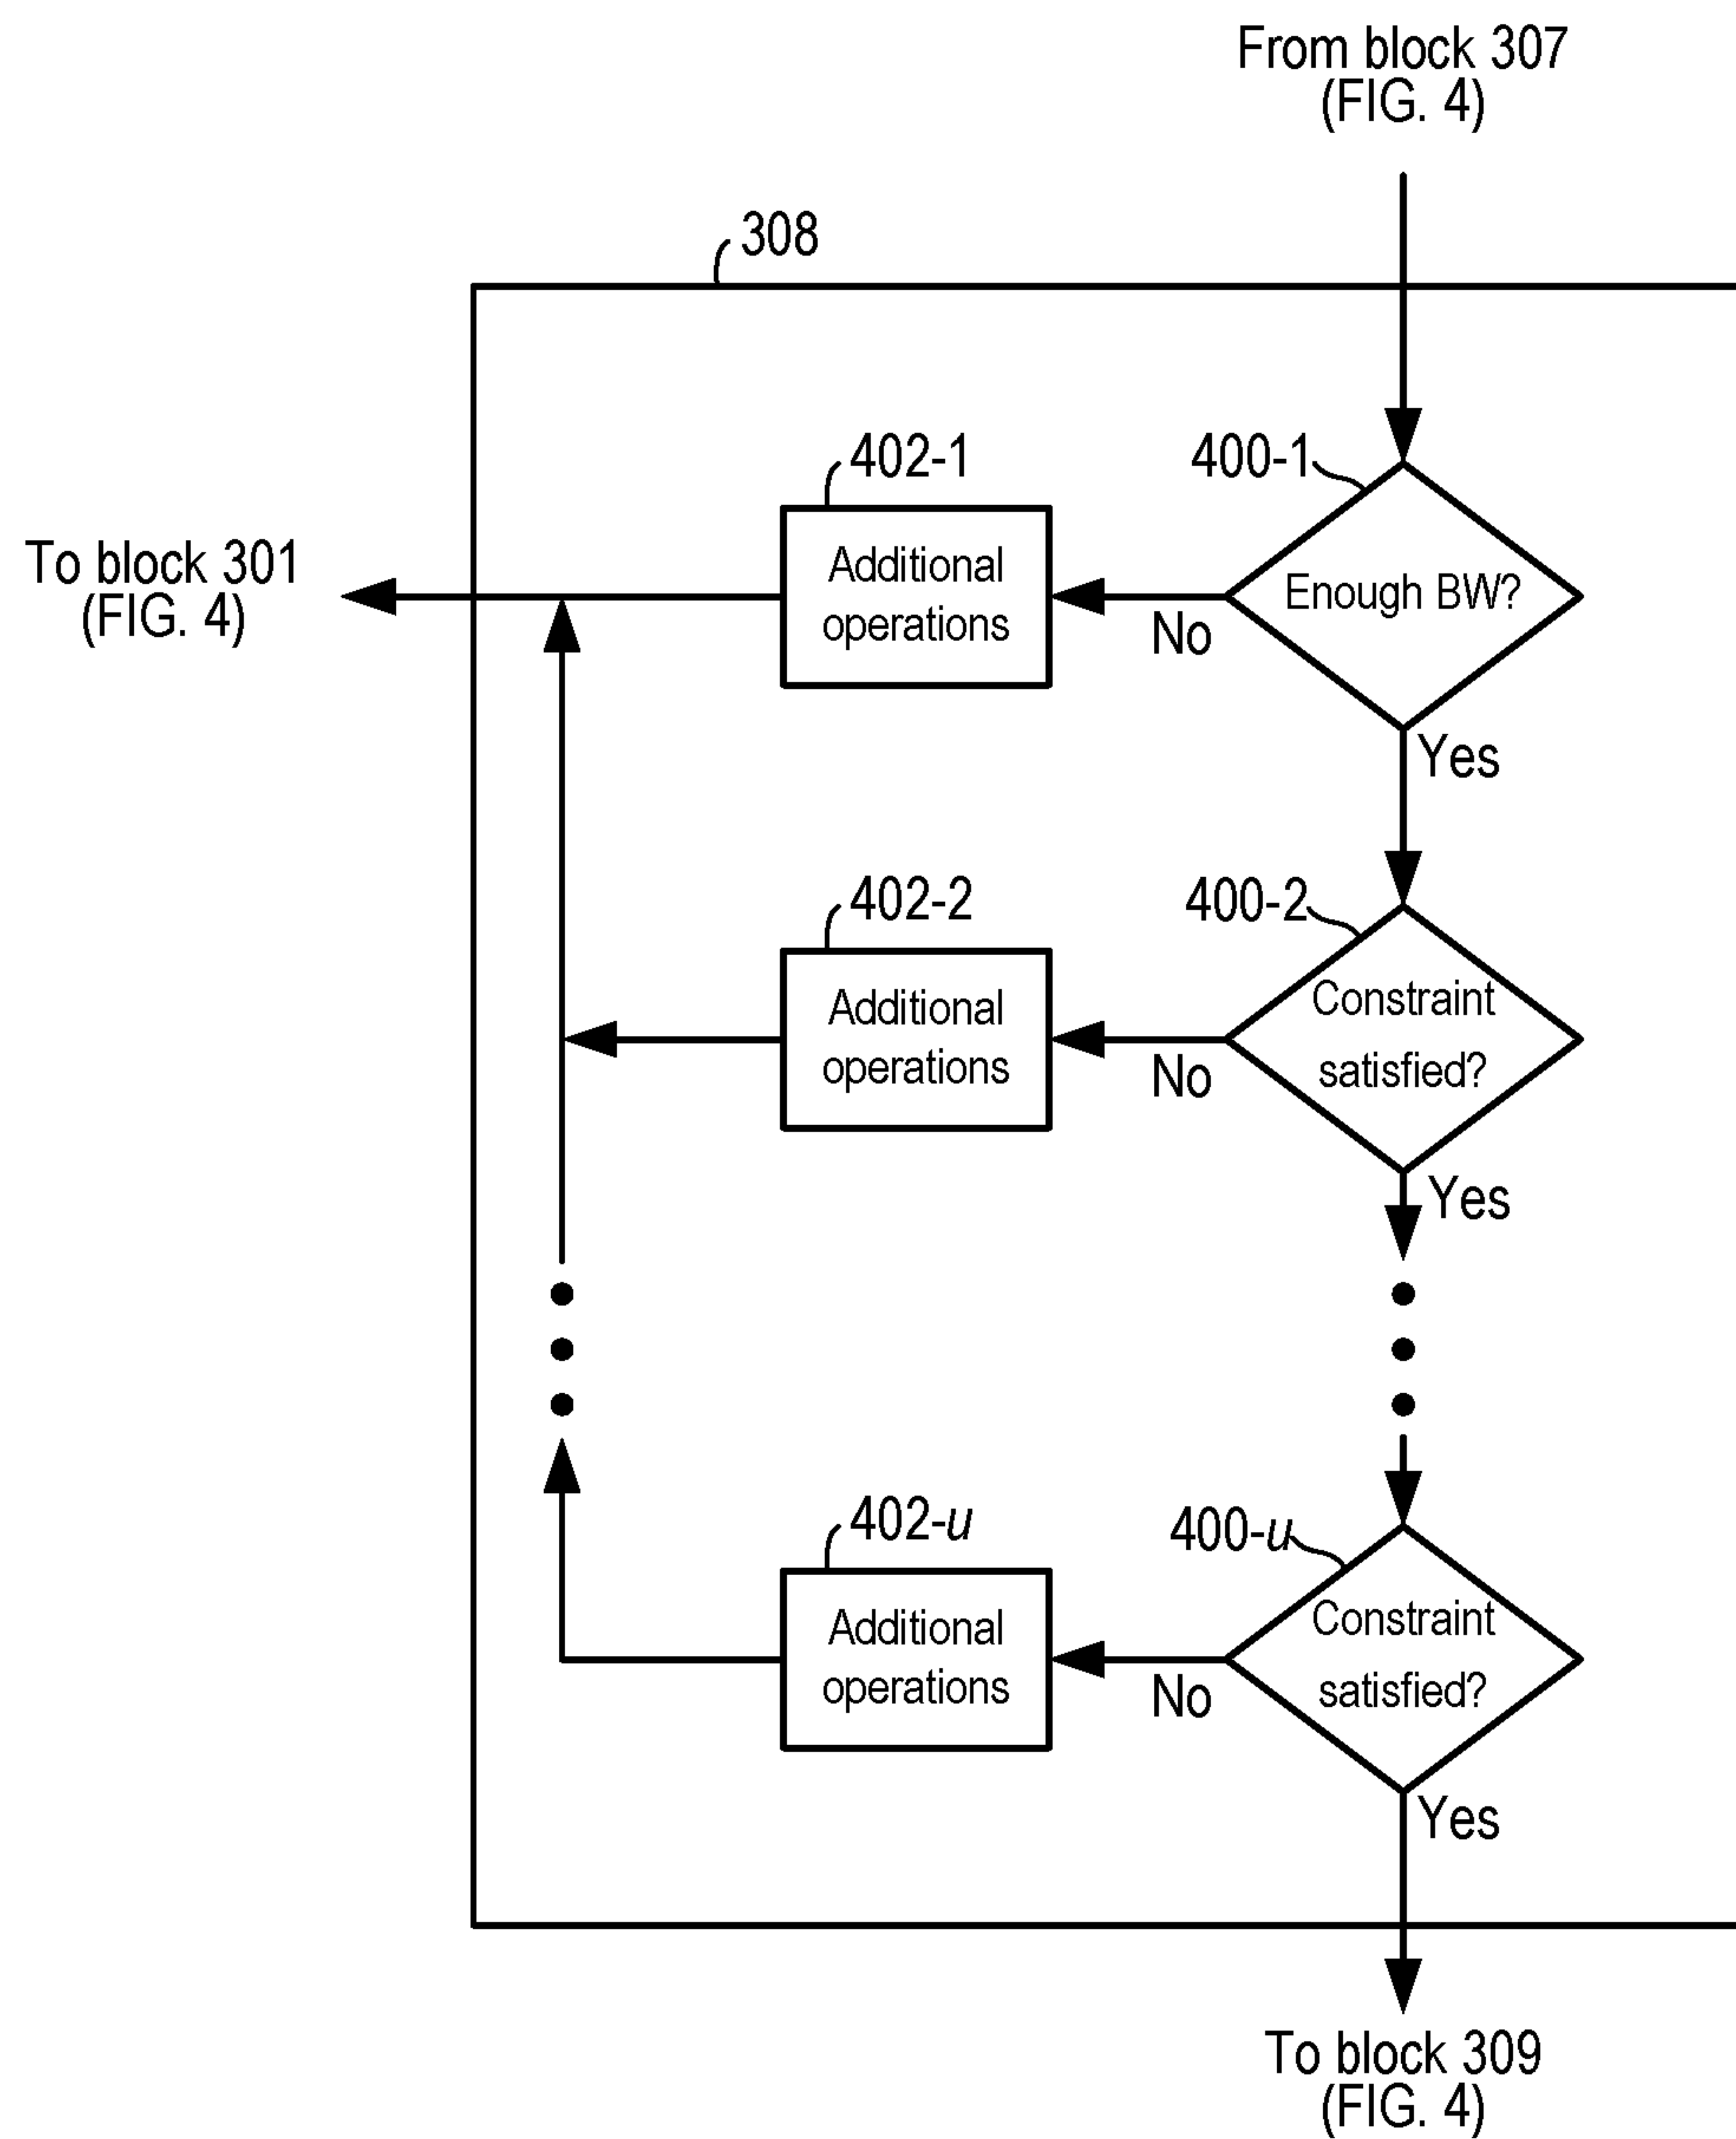 From block 307
(FIG. 4)
308
402-1
400-1
To block 301
(FIG. 4)
Additional
operations
Enough BW?
No
Yes
402-2
400-2
Additional
operations
Constraint
satisfied?
No
Yes
402-u
400-u
Additional
operations
Constraint
satisfied?
No
Yes
To block 309
(FIG. 4)